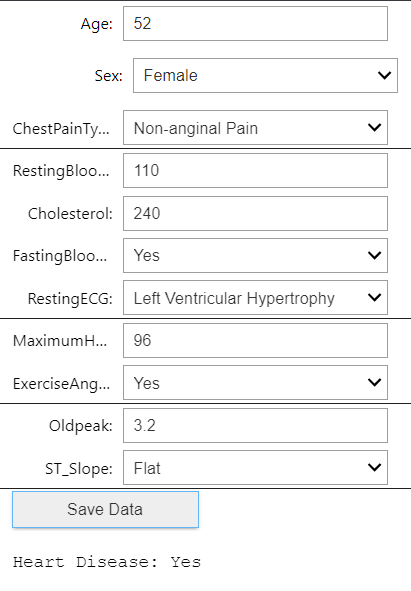 Age: 52
Sex: Female
ChestPainTy... Non-anginal Pain
RestingBloo... 110
Cholesterol: 240
FastingBloo... Yes
RestingECG: Left Ventricular Hypertrophy
MaximumH... 96
ExerciseAng... Yes
Oldpeak: 3.2
ST_Slope: Flat
Save Data
Heart Disease: Yes